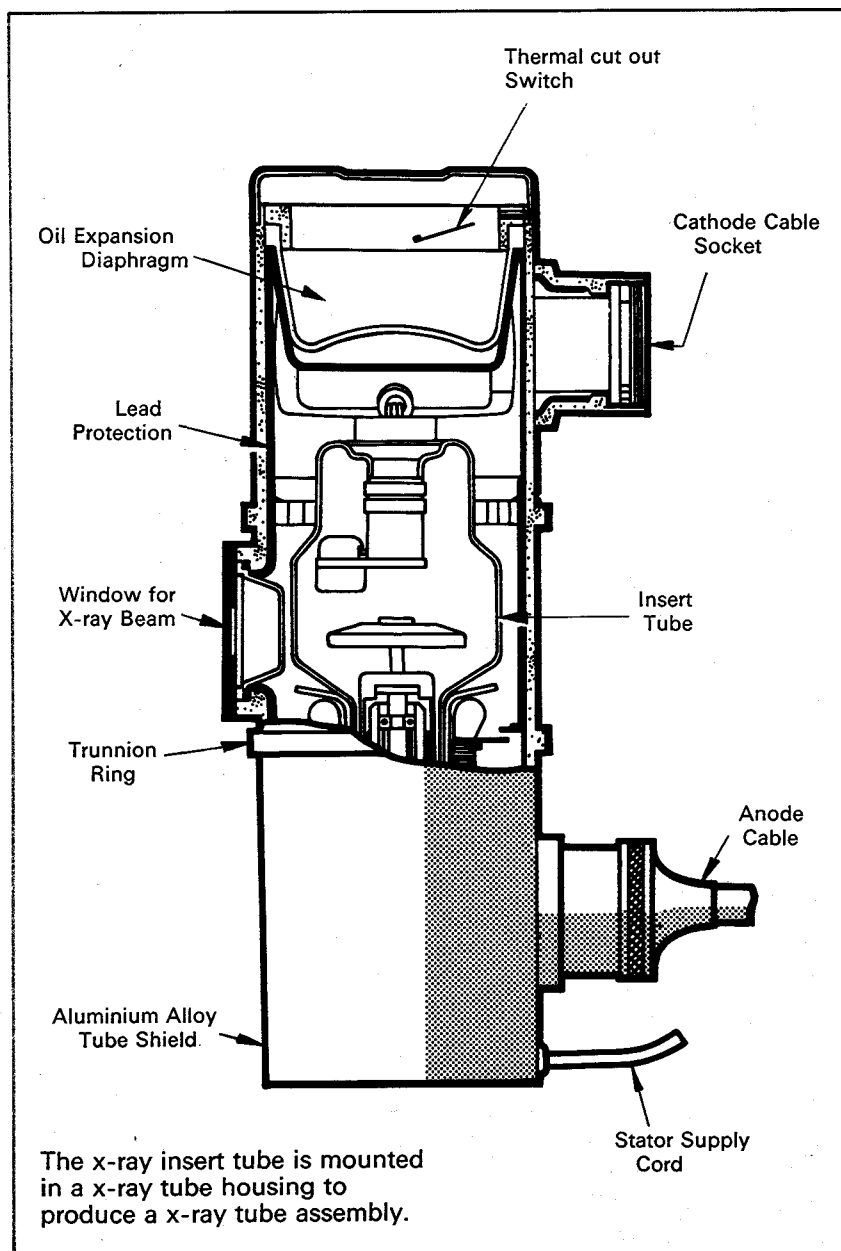 Thermal cut out
Switch
Oil Expansion
Diaphragm
Cathode Cable
Socket
Lead
Protection
Window for
X-ray Beam
Insert
Tube
Trunnion
Ring
Anode
Cable
Aluminium Alloy
Tube Shield.
Stator Supply
Cord
The x-ray insert tube is mounted
in a x-ray tube housing to
produce a x-ray tube assembly.